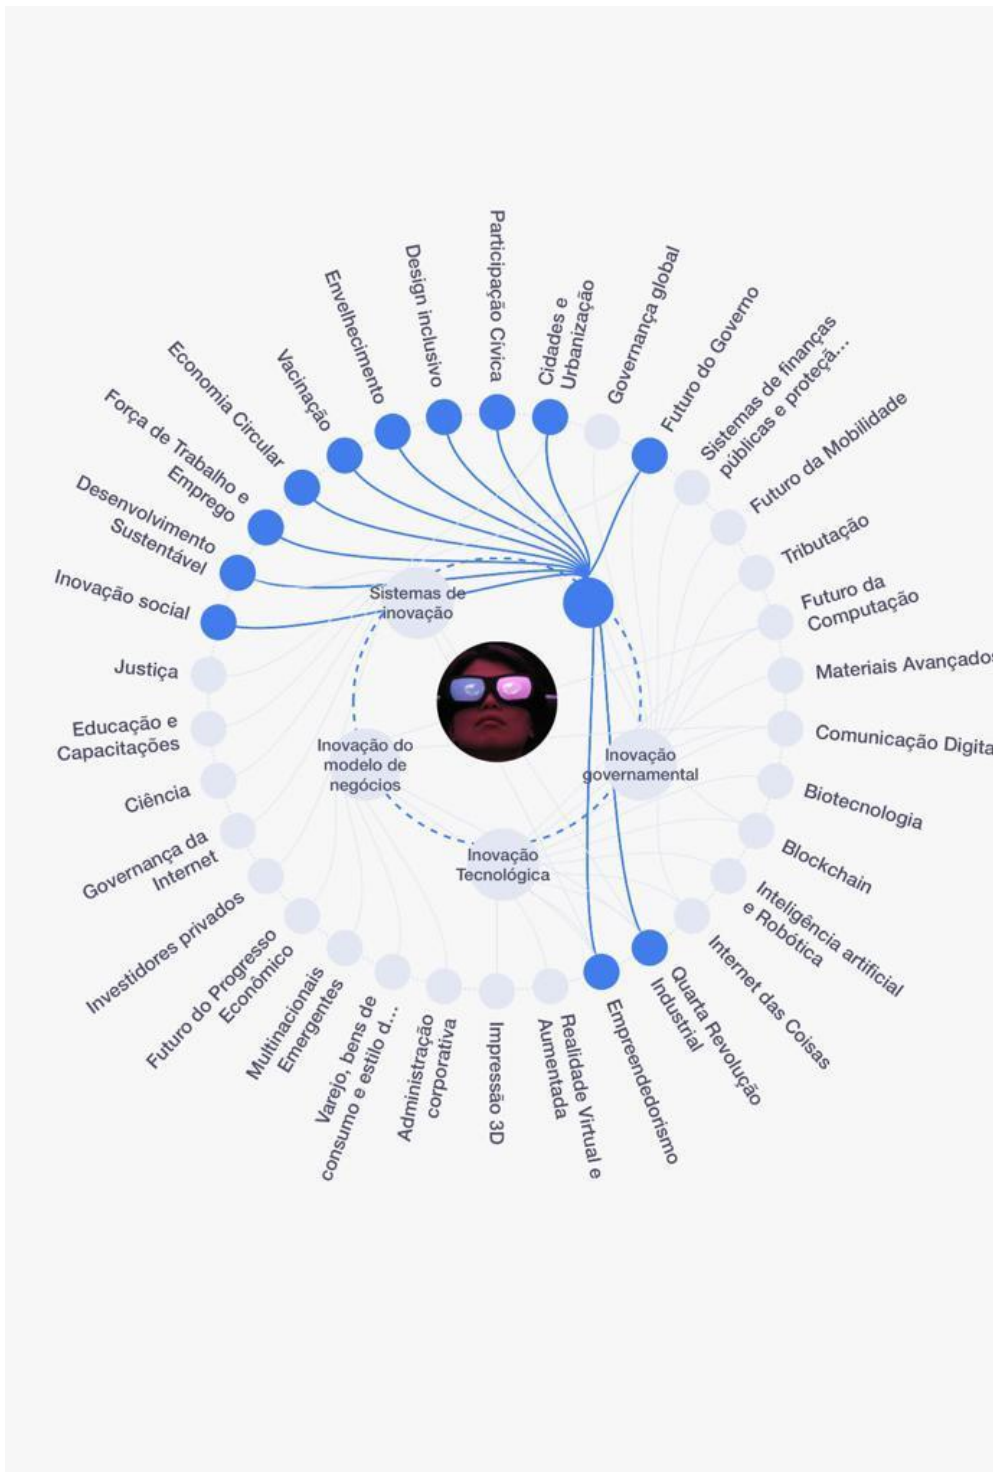 Participação Cívica
Cidades e
Urbanização
Governança global
Futuro do Governo
Sistemas de finanças
públicas e proteçã...
Futuro da Mobilidade
Tributação
Futuro da
Computação
Materiais Avançados
Comunicação Digita
Biotecnologia
Blockchain
Inteligência artificial
e Robótica
Internet das Coisas
Quarta Revolução
Industrial
Empreendedorismo
Realidade Virtual e
Aumentada
Impressão 3D
Administração
corporativa
Varejo, bens de
consumo e estilo d...
Multinacionais
Emergentes
Futuro do Progresso
Econômico
Investidores privados
Governança da
Internet
Ciência
Educação e
Capacitações
Justiça
Inovação social
Desenvolvimento
Sustentável
Força de Trabalho e
Emprego
Economia Circular
Vacinação
Envelhecimento
Design inclusivo
Sistemas de
inovação
Inovação do
modelo de
negócios
Inovação
governamental
Inovação
Tecnológica